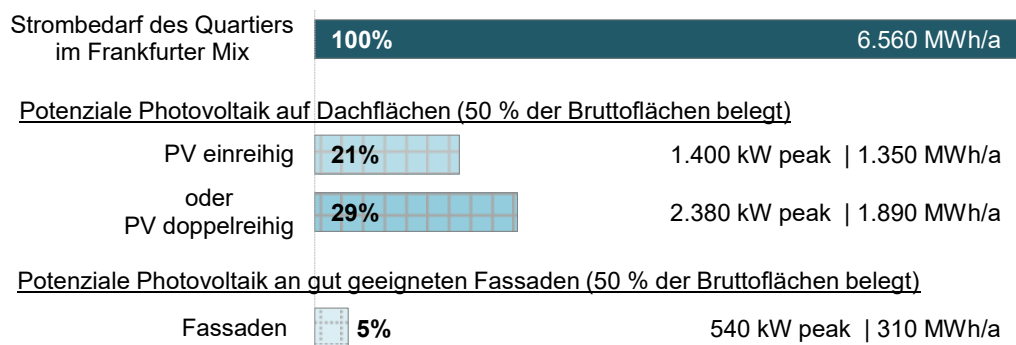 Strombedarf des Quartiers
im Frankfurter Mix
100%
6.560 MWh/a
Potenziale Photovoltaik auf Dachflächen (50 % der Bruttoflächen belegt)
PV einreihig
21%
1.400 kW peak | 1.350 MWh/a
oder
PV doppelreihig
29%
2.380 kW peak | 1.890 MWh/a
Potenziale Photovoltaik an gut geeigneten Fassaden (50 % der Bruttoflächen belegt)
Fassaden
5%
540 kW peak | 310 MWh/a